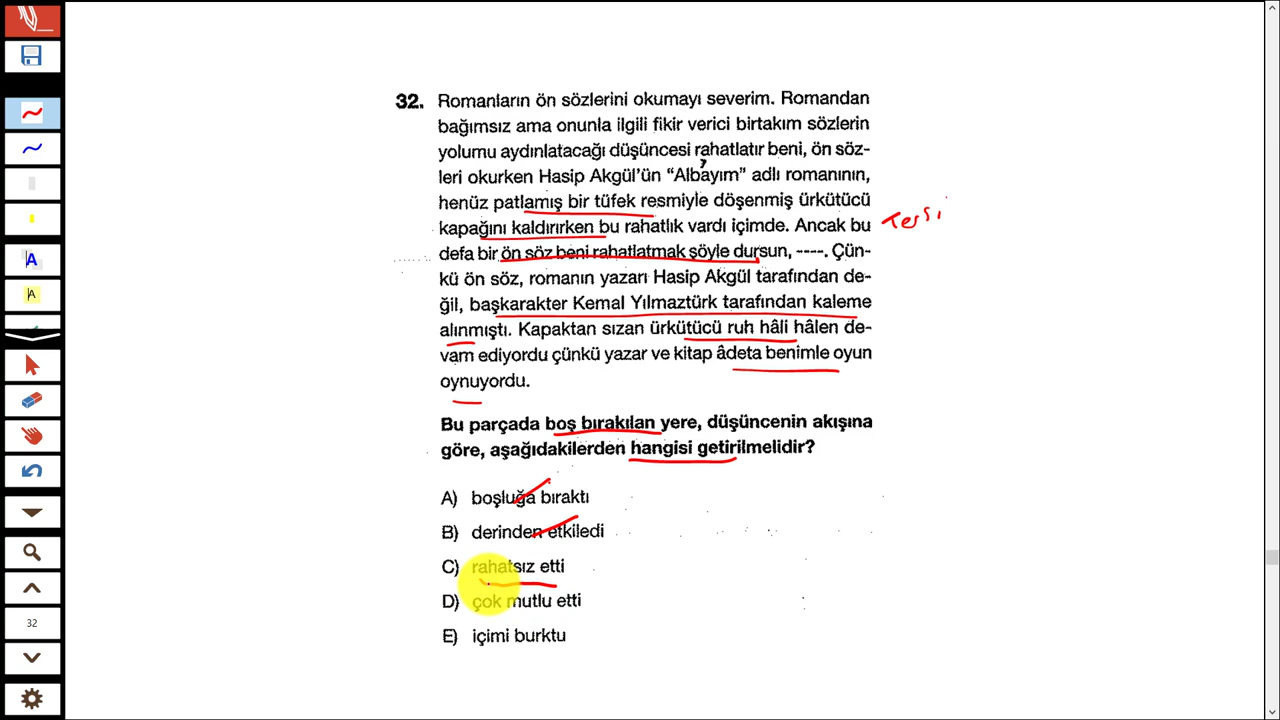 32. Romanların ön sözlerini okumayı severim. Romandan
bağımsız ama onunla ilgili fikir verici birtakım sözlerin
yolumu aydınlatacağı düşüncesi rahatlatır beni, ön söz-
leri okurken Hasip Akgül'ün "Albayım" adlı romanının,
henüz patlamış bir tüfek resmiyle döşenmiş ürkütücü
kapağını kaldırırken bu rahatlık vardı içimde. Ancak bu
Tersi
defa bir ön söz beni rahatlatmak şöyle dursun, ----. Çün-
kü ön söz, romanın yazarı Hasip Akgül tarafından de-
ğil, başkarakter Kemal Yılmaztürk tarafından kaleme
alınmıştı. Kapaktan sızan ürkütücü ruh hâli hâlen de-
vam ediyordu çünkü yazar ve kitap âdeta benimle oyun
oynuyordu.
Bu parçada boş bırakılan yere, düşüncenin akışına
göre, aşağıdakilerden hangisi getirilmelidir?
A) boşluğa bıraktı
B) derinden etkiledi
C) rahatsız etti
D) çok mutlu etti
E) içimi burktu
A
A
32